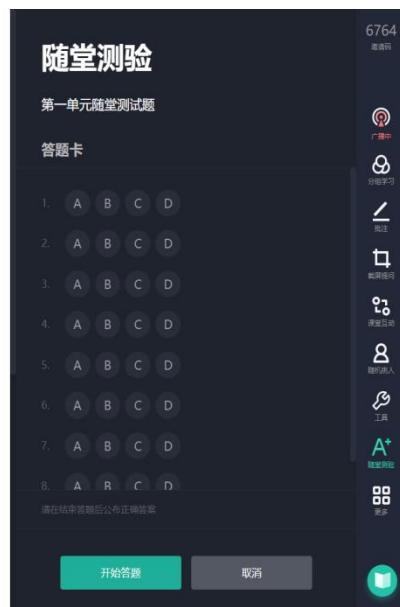 随堂测验
第一单元随堂测试题
答题卡
1. A B C D
2. A B C D
3. A B C D
4. A B C D
5. A B C D
6. A B C D
7. A B C D
8. A B C D
请在结束答题后公布正确答案
开始答题 取消
6764
邀请码
广播中
分组学习
批注
截屏提问
课堂互动
随机挑人
工具
A+
随堂测验
更多